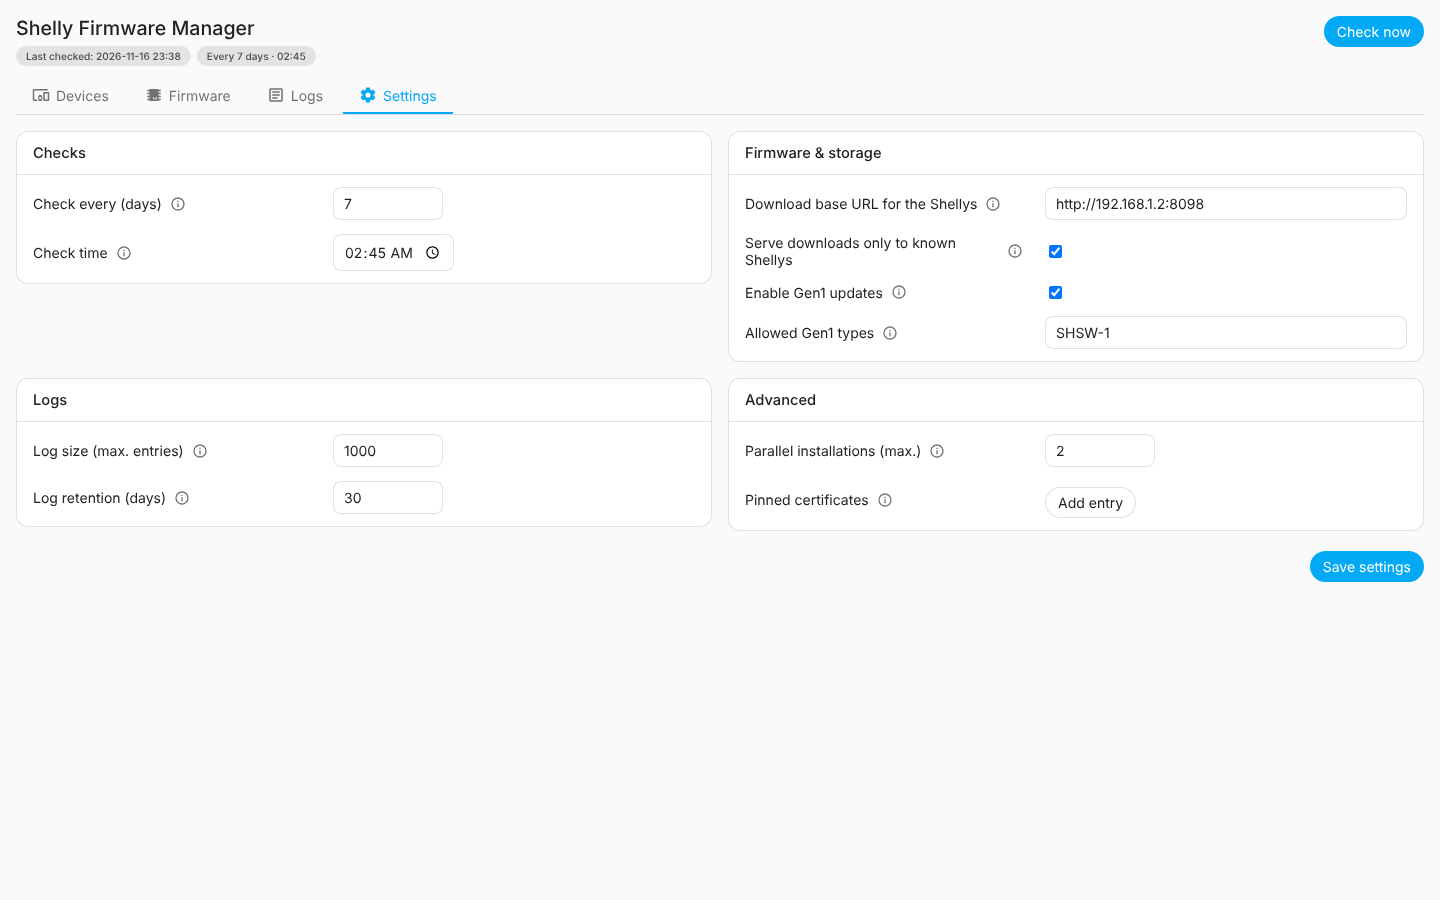 Shelly Firmware Manager
Check now
Last checked: 2026-11-16 23:38
Every 7 days · 02:45
Devices
Firmware
Logs
Settings
Checks
Check every (days)
7
Check time
02:45 AM
Firmware & storage
Download base URL for the Shellys
http://192.168.1.2:8098
Serve downloads only to known
Shellys
Enable Gen1 updates
Allowed Gen1 types
SHSW-1
Logs
Log size (max. entries)
1000
Log retention (days)
30
Advanced
Parallel installations (max.)
2
Pinned certificates
Add entry
Save settings